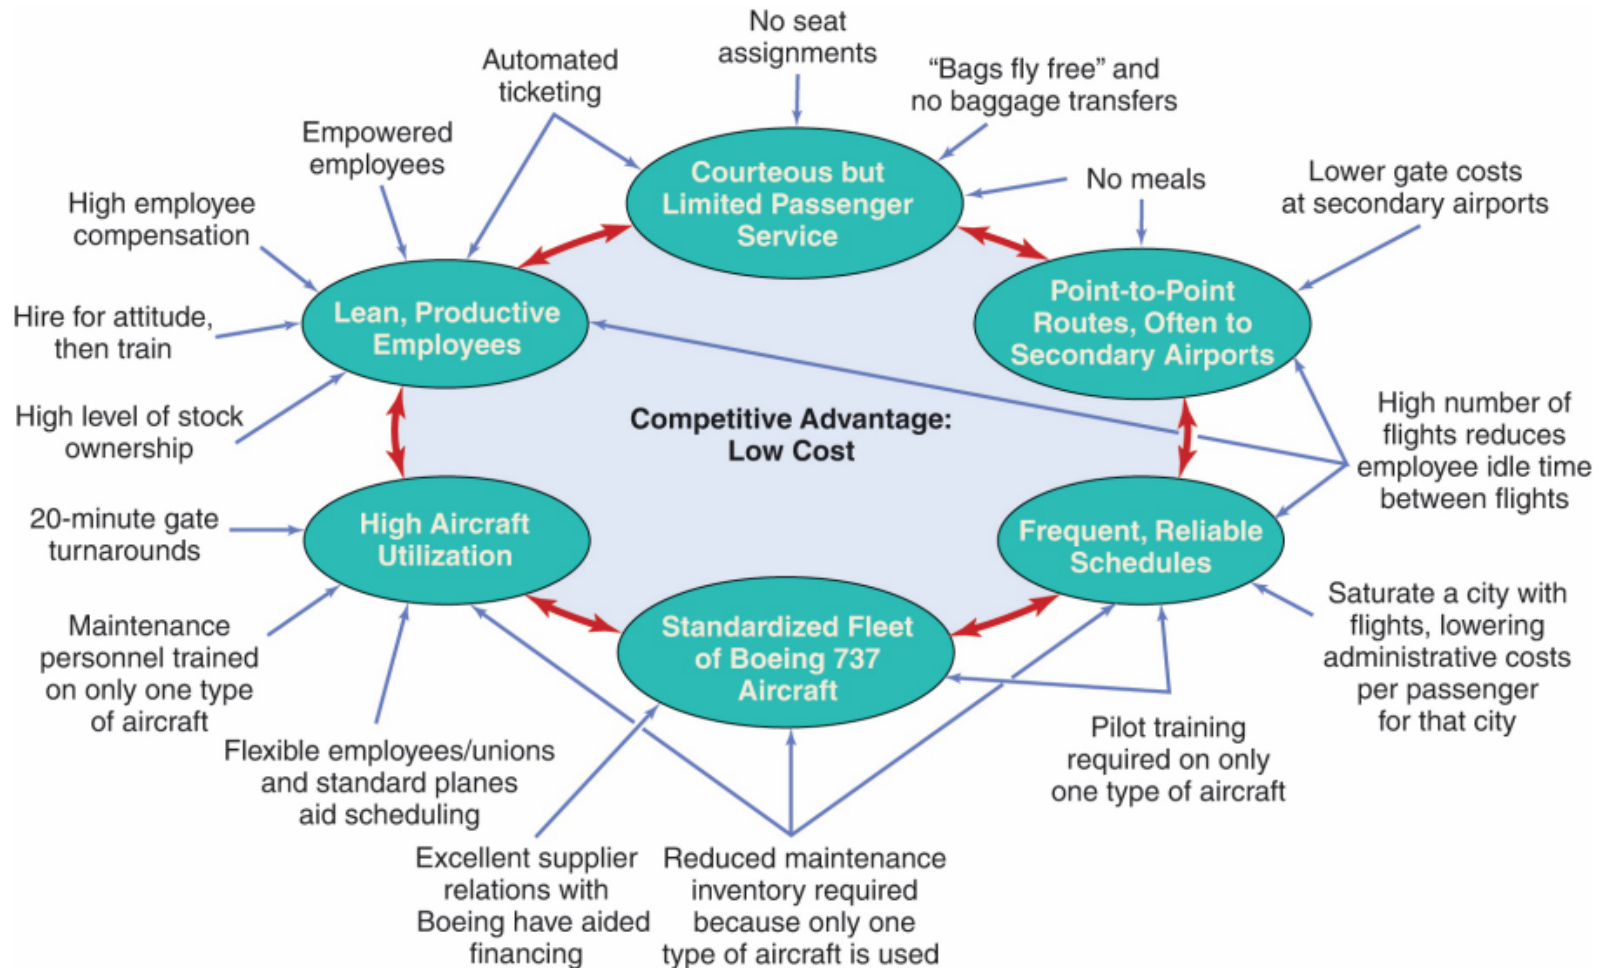 No seat
assignments
Automated
ticketing
“Bags fly free” and
no baggage transfers
Empowered
employees
Courteous but
Limited Passenger
Service
No meals
Lower gate costs
at secondary airports
High employee
compensation
Lean, Productive
Employees
Point-to-Point
Routes, Often to
Secondary Airports
Hire for attitude,
then train
High level of stock
ownership
Competitive Advantage:
Low Cost
High number of
flights reduces
employee idle time
between flights
20-minute gate
turnarounds
High Aircraft
Utilization
Frequent, Reliable
Schedules
Maintenance
personnel trained
on only one type
of aircraft
Standardized Fleet
of Boeing 737
Aircraft
Saturate a city with
flights, lowering
administrative costs
per passenger
for that city
Flexible employees/unions
and standard planes
aid scheduling
Pilot training
required on only
one type of aircraft
Excellent supplier
relations with
Boeing have aided
financing
Reduced maintenance
inventory required
because only one
type of aircraft is used